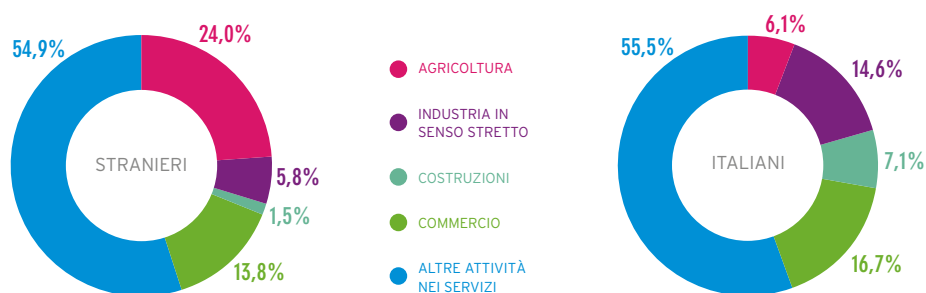 54,9%
24,0%
STRANIERI
5,8%
1,5%
13,8%
AGRICOLTURA
INDUSTRIA IN
SENSO STRETTO
COSTRUZIONI
COMMERCIO
ALTRE ATTIVITÀ
NEI SERVIZI
55,5%
6,1%
14,6%
ITALIANI
7,1%
16,7%